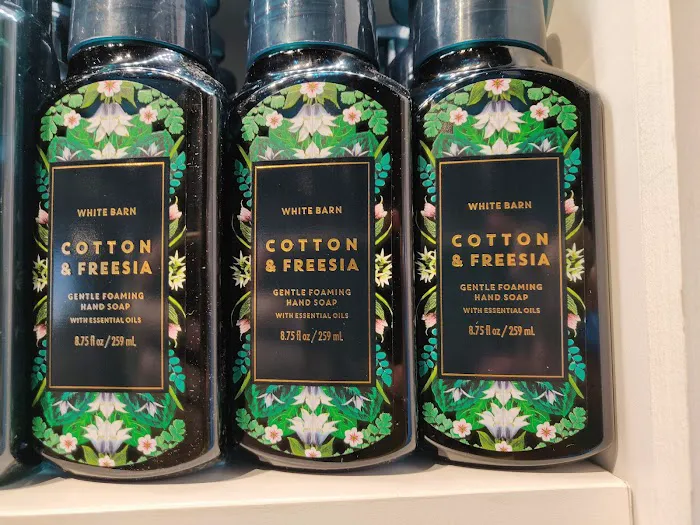 WHITE BARN
COTTON
& FREESIA
GENTLE FOAMING
HAND SOAP
WITH ESSENTIAL OILS
8.75 fl oz / 259 mL
WHITE BARN
COTTON
& FREESIA
GENTLE FOAMING
HAND SOAP
WITH ESSENTIAL OILS
8.75 fl oz / 259 mL
WHITE BARN
COTTON
& FREESIA
GENTLE FOAMING
HAND SOAP
WITH ESSENTIAL OILS
8.75 fl oz / 259 mL